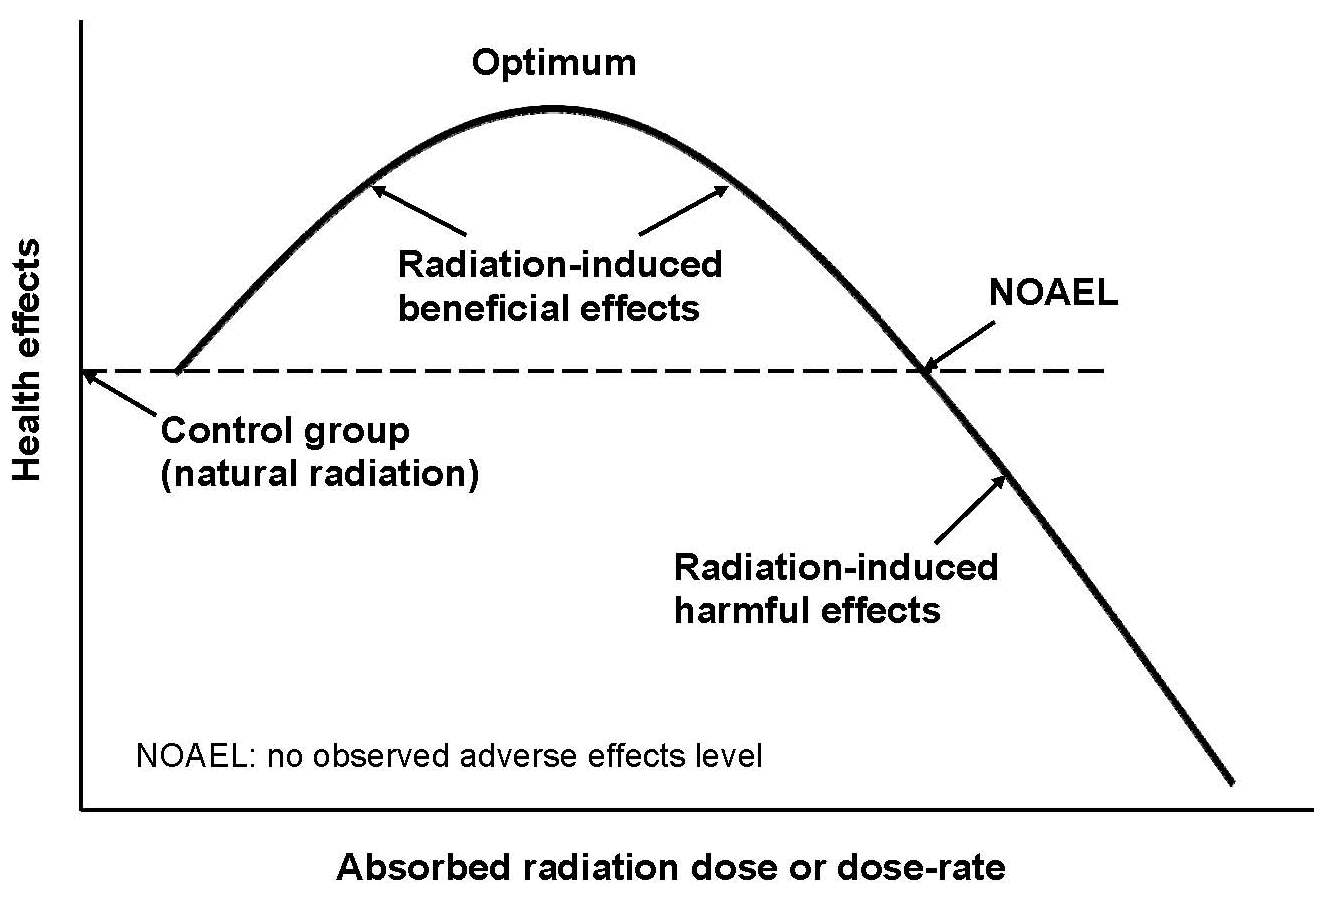 Optimum
Radiation-induced
beneficial effects
NOAEL
Health effects
Control group
(natural radiation)
Radiation-induced
harmful effects
NOAEL: no observed adverse effects level
Absorbed radiation dose or dose-rate